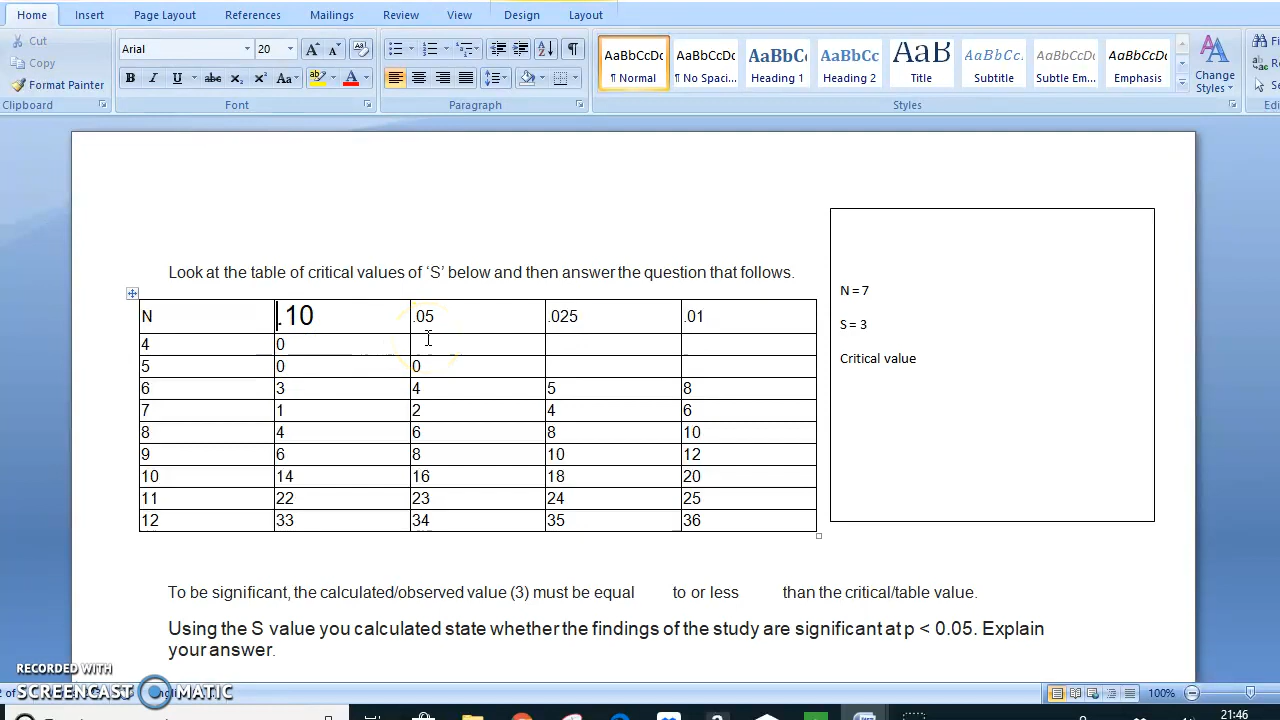 Home Insert Page Layout References Mailings Review View Design Layout
Cut
Copy
Format Painter
Clipboard
Arial 20
Font
Paragraph
AaBbCcDc AaBbCcDc AaBbC AaBbCc AaB AaBbCc. AaBbCcDc AaBbCcDc
¶ Normal ¶ No Spaci... Heading 1 Heading 2 Title Subtitle Subtle Em... Emphasis
Change
Styles
Styles
Look at the table of critical values of ‘S’ below and then answer the question that follows.
N .10 .05 .025 .01
4 0
5 0 0
6 3 4 5 8
7 1 2 4 6
8 4 6 8 10
9 6 8 10 12
10 14 16 18 20
11 22 23 24 25
12 33 34 35 36
N = 7
S = 3
Critical value
To be significant, the calculated/observed value (3) must be equal to or less than the critical/table value.
Using the S value you calculated state whether the findings of the study are significant at p < 0.05. Explain
your answer.
RECORDED WITH
SCREENCAST MATIC
100%
21:46